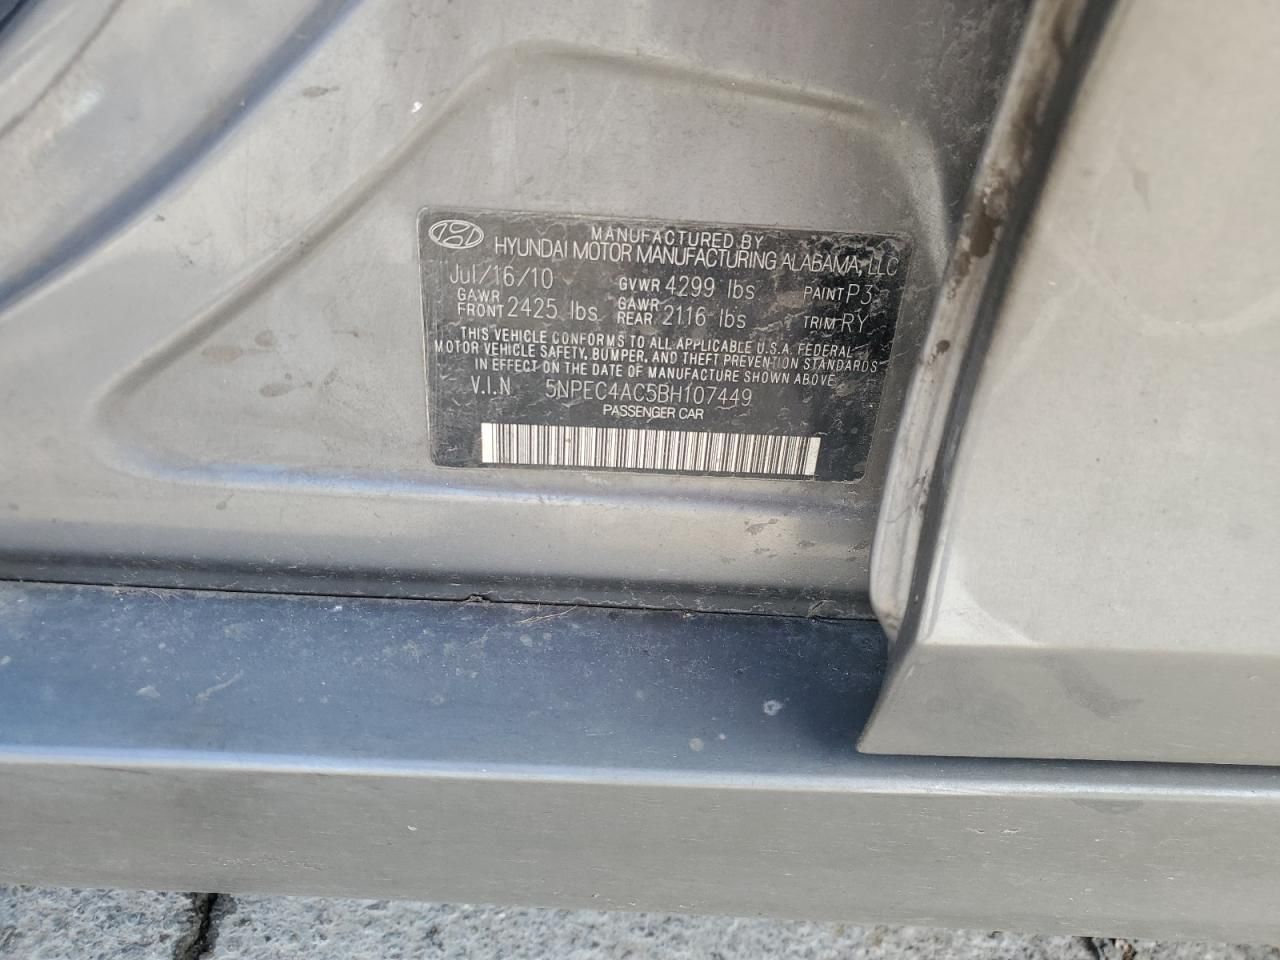 MANUFACTURED BY
HYUNDAI MOTOR MANUFACTURING ALABAMA, LLC
Jul/16/10 GVWR 4299 lbs PAINT P3
GAWR FRONT 2425 lbs GAWR REAR 2116 lbs TRIM RY
THIS VEHICLE CONFORMS TO ALL APPLICABLE U.S.A. FEDERAL
MOTOR VEHICLE SAFETY, BUMPER, AND THEFT PREVENTION STANDARDS
IN EFFECT ON THE DATE OF MANUFACTURE SHOWN ABOVE
V.I.N 5NPEC4AC5BH107449
PASSENGER CAR